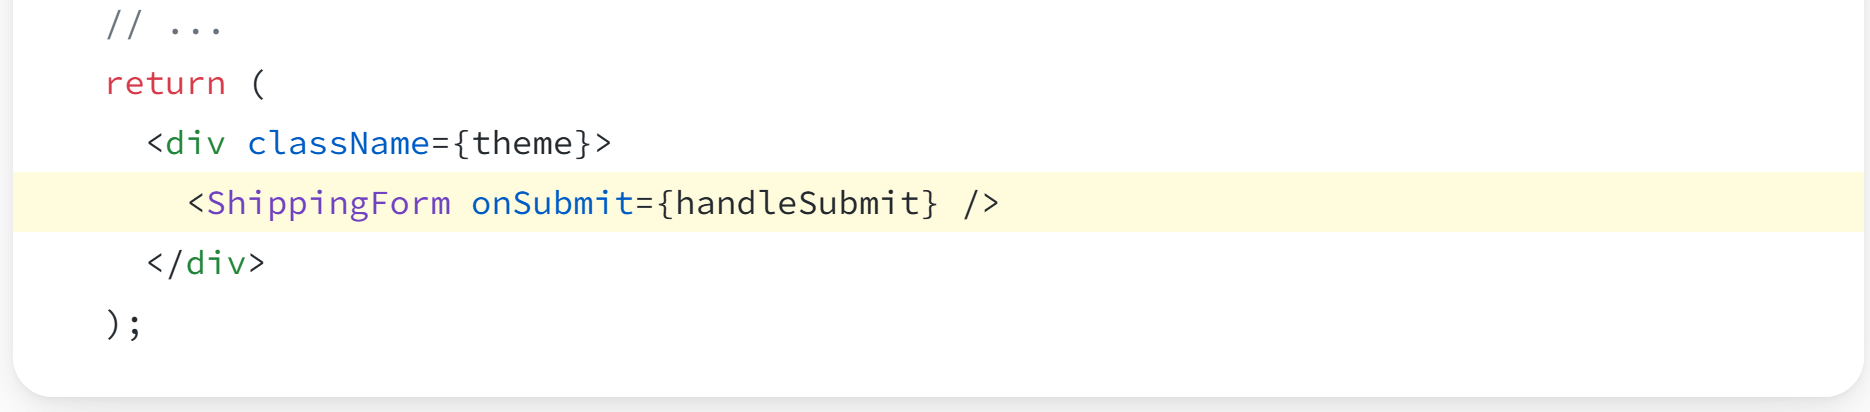 // ...
return (
<div className={theme}>
<ShippingForm onSubmit={handleSubmit} />
</div>
);